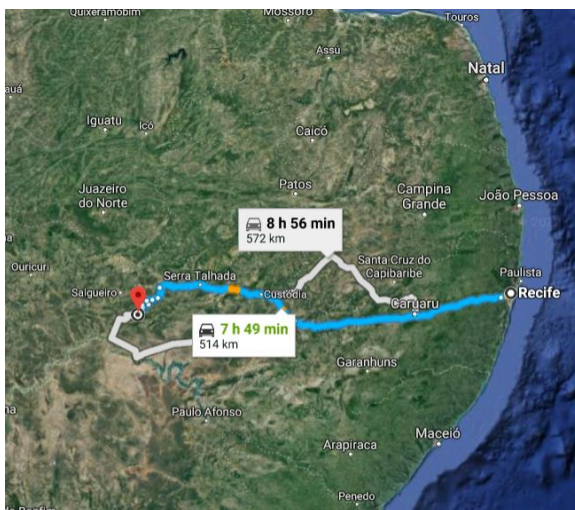 Quixeramobim
Mossoró
Touros
Assú
Natal
auá
Iguatu
Icó
Caicó
Juazeiro
do Norte
Patos
Campina
Grande
João Pessoa
8 h 56 min
572 km
Ouricuri
Salgueiro
Serra Talhada
Custódia
Santa Cruz do
Capibaribe
Caruaru
Paulista
Recife
7 h 49 min
514 km
Garanhuns
Paulo Afonso
Maceió
Arapiraca
Penedo